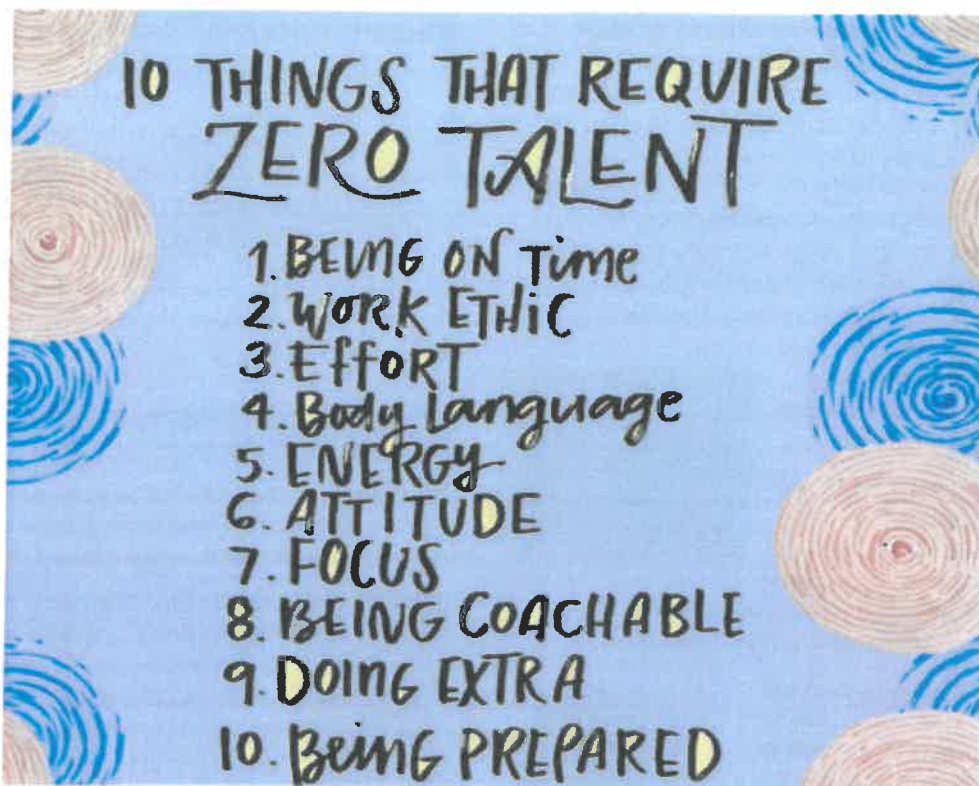 10 THINGS THAT REQUIRE
ZERO TALENT
1. BEING ON Time
2. WORK ETHiC
3. EffORT
4. Body Language
5. ENERGY
6. ATTITUDE
7. FOCUS
8. BEING COACHABLE
9. DOING EXTRA
10. BeinG PREPARED